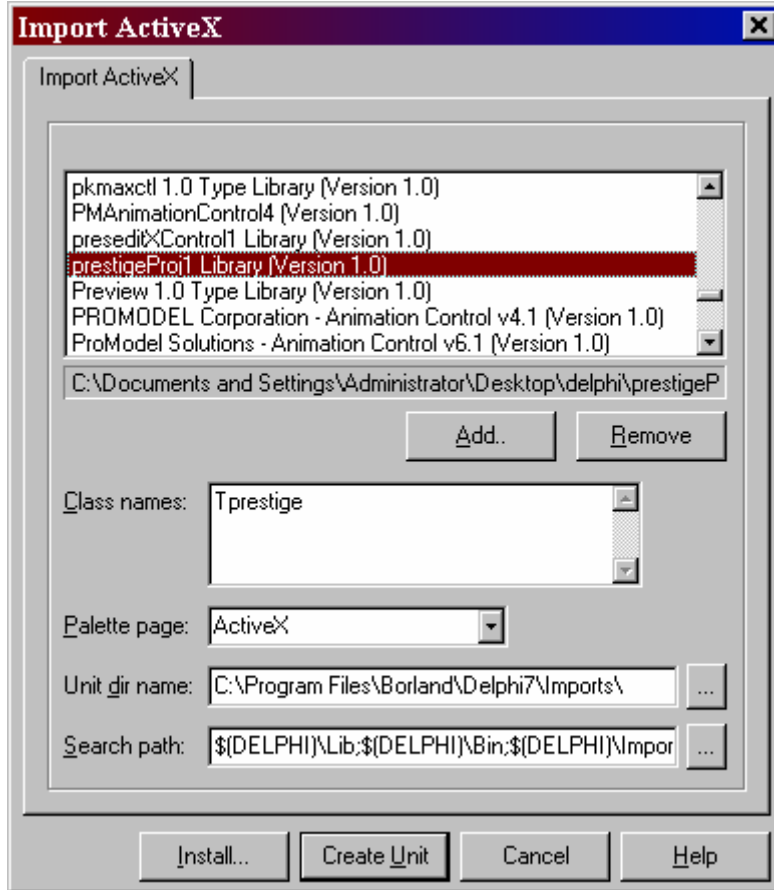 Import ActiveX
Import ActiveX
pkmaxctl 1.0 Type Library (Version 1.0)
PMAnimationControl4 (Version 1.0)
preseditXControl1 Library (Version 1.0)
prestigeProj1 Library (Version 1.0)
Preview 1.0 Type Library (Version 1.0)
PROMODEL Corporation - Animation Control v4.1 (Version 1.0)
ProModel Solutions - Animation Control v6.1 (Version 1.0)
C:\Documents and Settings\Administrator\Desktop\delphi\prestigeP
Add.. Remove
Class names: Tprestige
Palette page: ActiveX
Unit dir name: C:\Program Files\Borland\Delphi7\Imports\ ...
Search path: $(DELPHI)\Lib;$(DELPHI)\Bin;$(DELPHI)\Impor ...
Install... Create Unit Cancel Help